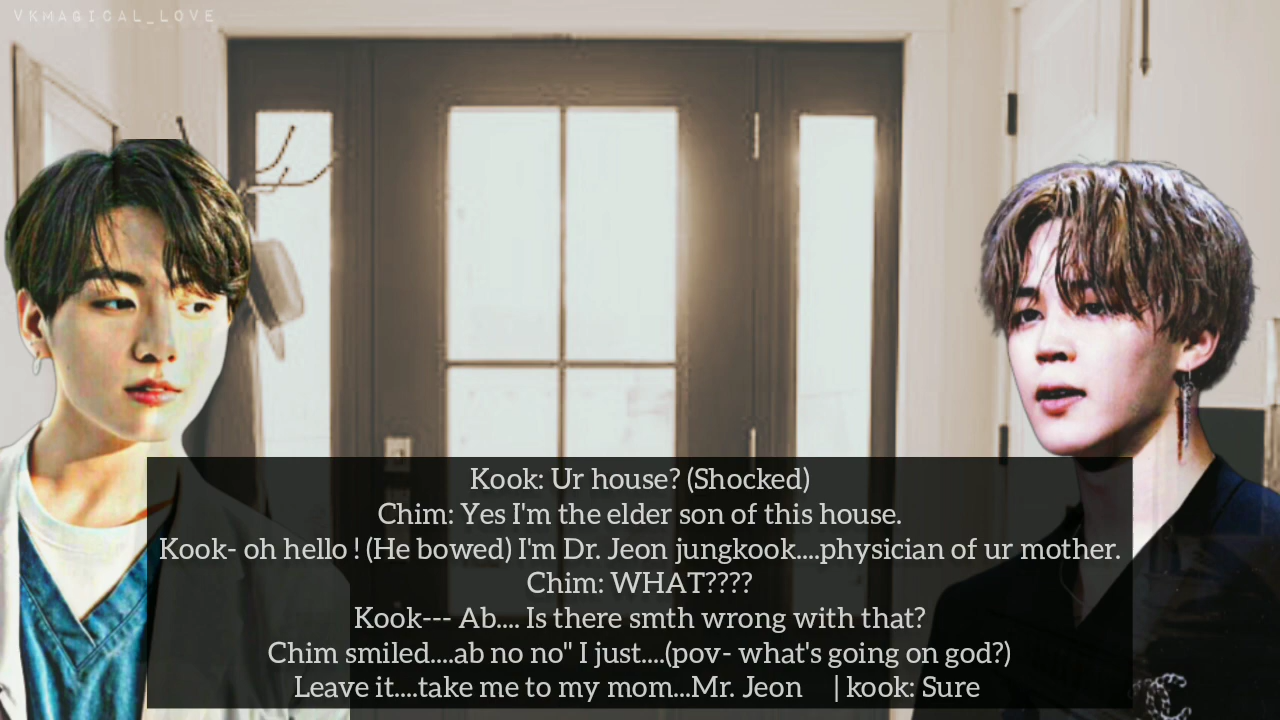 VKMAGICAL_LOVE
Kook: Ur house? (Shocked)
Chim: Yes I'm the elder son of this house.
Kook- oh hello ! (He bowed) I'm Dr. Jeon jungkook....physician of ur mother.
Chim: WHAT????
Kook--- Ab.... Is there smth wrong with that?
Chim smiled....ab no no" I just....(pov- what's going on god?)
Leave it....take me to my mom...Mr. Jeon | kook: Sure